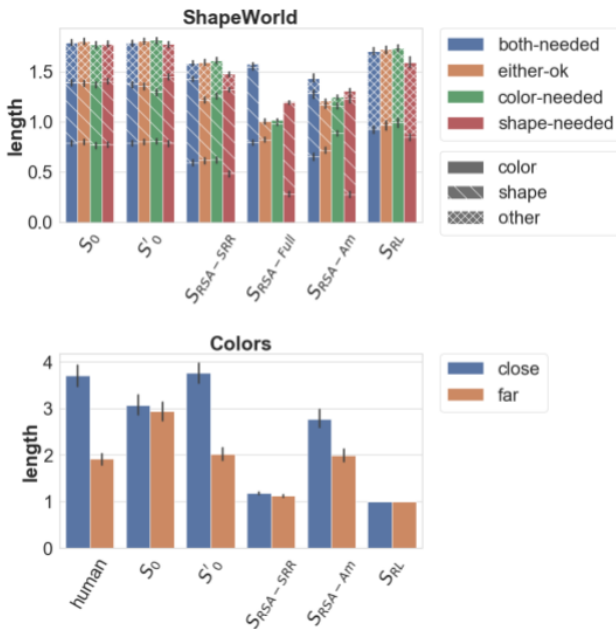 ShapeWorld
length
1.5
1.0
0.5
0.0
S0 S'0 SRSA-SRR SRSA-Full SRSA-Am SRL
both-needed
either-ok
color-needed
shape-needed
color
shape
other
Colors
length
4
3
2
1
0
human S0 S'0 SRSA-SRR SRSA-Am SRL
close
far